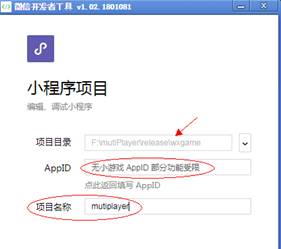 微信开发者工具 v1.02.1801081
小程序项目
编辑、调试小程序
项目目录 F:\mutiPlayer\release\wxgame
AppID 无小游戏 AppID 部分功能受限
点此返回填写 AppID
项目名称 mutiplayer